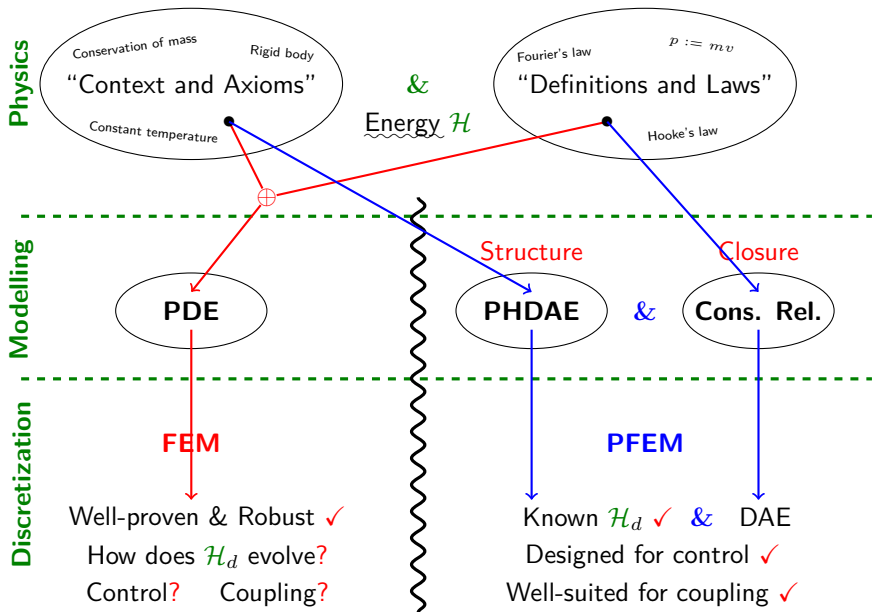 Physics
Conservation of mass
Rigid body
“Context and Axioms”
Constant temperature
&
Energy ℋ
Fourier's law
p := mv
“Definitions and Laws”
Hooke's law
⊕
Modelling
Structure
Closure
PDE
PHDAE
&
Cons. Rel.
Discretization
FEM
Well-proven & Robust ✓
How does ℋ_d evolve?
Control? Coupling?
PFEM
Known ℋ_d ✓ & DAE
Designed for control ✓
Well-suited for coupling ✓